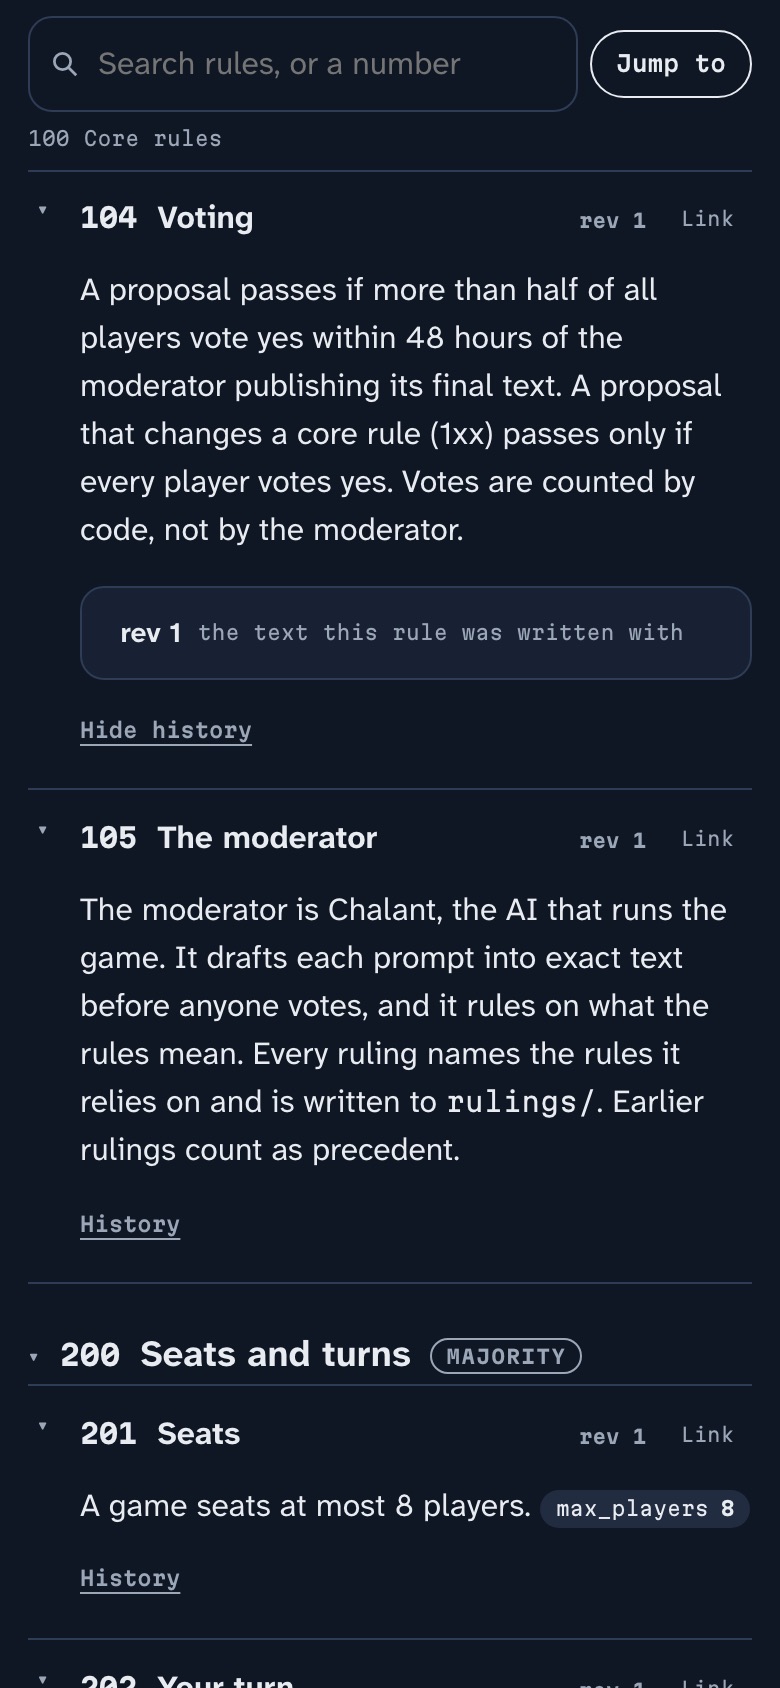 Search rules, or a number
Jump to
100 Core rules
104 Voting rev 1 Link
A proposal passes if more than half of all
players vote yes within 48 hours of the
moderator publishing its final text. A proposal
that changes a core rule (1xx) passes only if
every player votes yes. Votes are counted by
code, not by the moderator.
rev 1 the text this rule was written with
Hide history
105 The moderator rev 1 Link
The moderator is Chalant, the AI that runs the
game. It drafts each prompt into exact text
before anyone votes, and it rules on what the
rules mean. Every ruling names the rules it
relies on and is written to rulings/. Earlier
rulings count as precedent.
History
200 Seats and turns MAJORITY
201 Seats rev 1 Link
A game seats at most 8 players. max_players 8
History
202 Your turn rev 1 Link